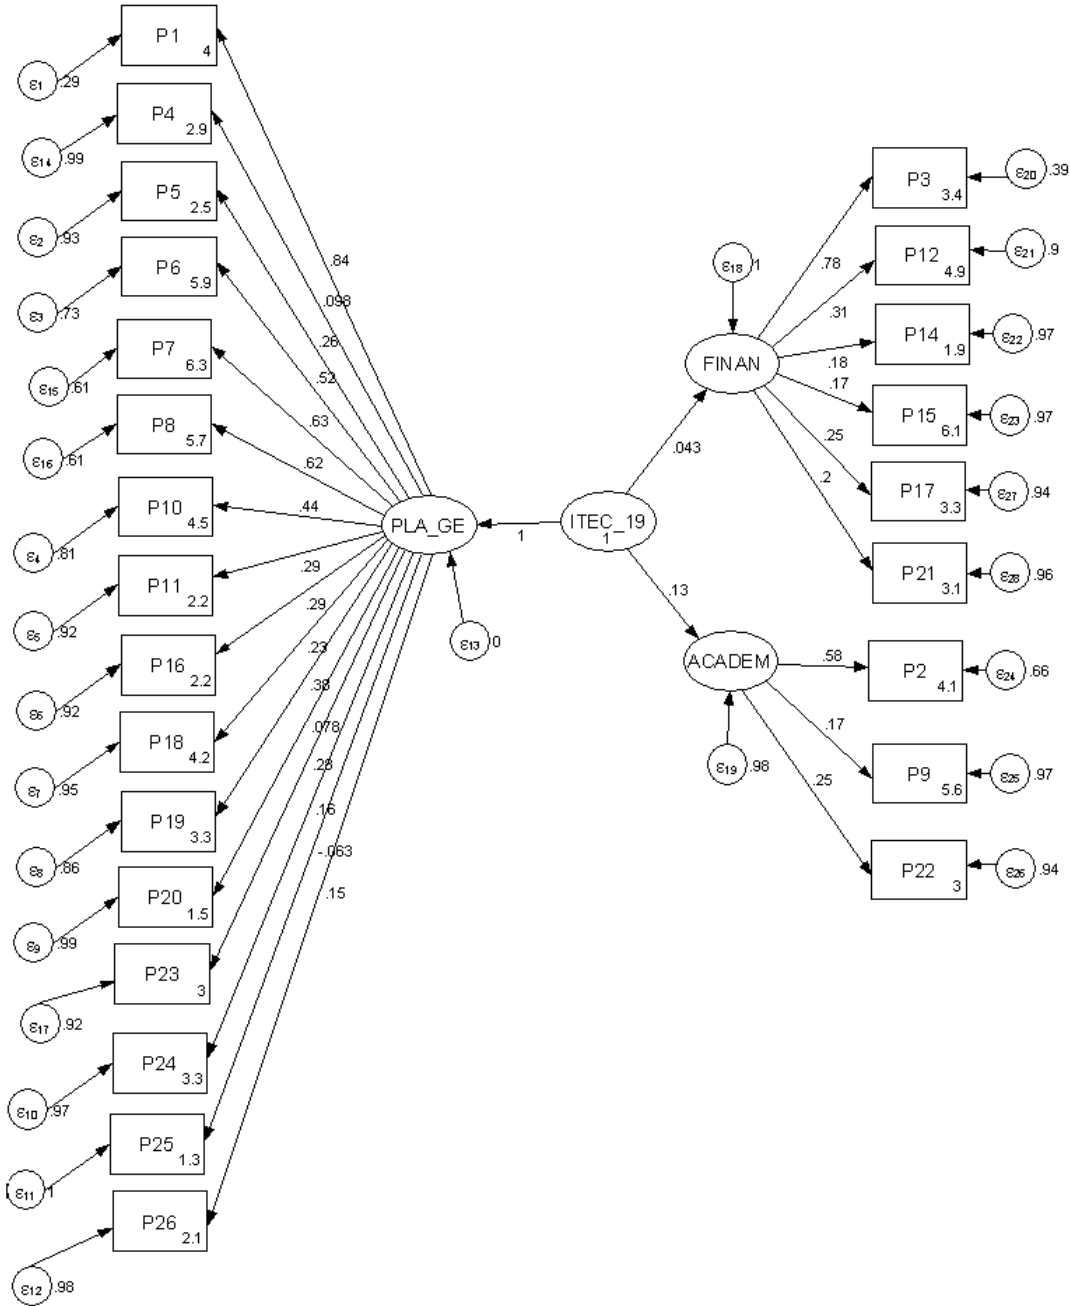 P1
4
ε1 .29
P4
2.9
ε14 .99
P5
2.5
ε2 .93
P6
5.9
ε3 .73
P7
6.3
ε15 .61
P8
5.7
ε16 .61
P10
4.5
ε4 .81
P11
2.2
ε5 .92
P16
2.2
ε6 .92
P18
4.2
ε7 .95
P19
3.3
ε8 .86
P20
1.5
ε9 .99
P23
3
ε17 .92
P24
3.3
ε10 .97
P25
1.3
ε11 1
P26
2.1
ε12 .98
.84
.098
.26
.52
.63
.62
.44
.29
.29
.23
.38
.078
.28
.16
-.063
.15
PLA_GE
ε13 0
1
ITEC_19
1
.043
.13
ε18 1
FINAN
.78
.31
.18
.17
.25
.2
P3
3.4
ε20 .39
P12
4.9
ε21 .9
P14
1.9
ε22 .97
P15
6.1
ε23 .97
P17
3.3
ε27 .94
P21
3.1
ε28 .96
ACADEM
ε19 .98
.58
.17
.25
P2
4.1
ε24 .66
P9
5.6
ε25 .97
P22
3
ε26 .94